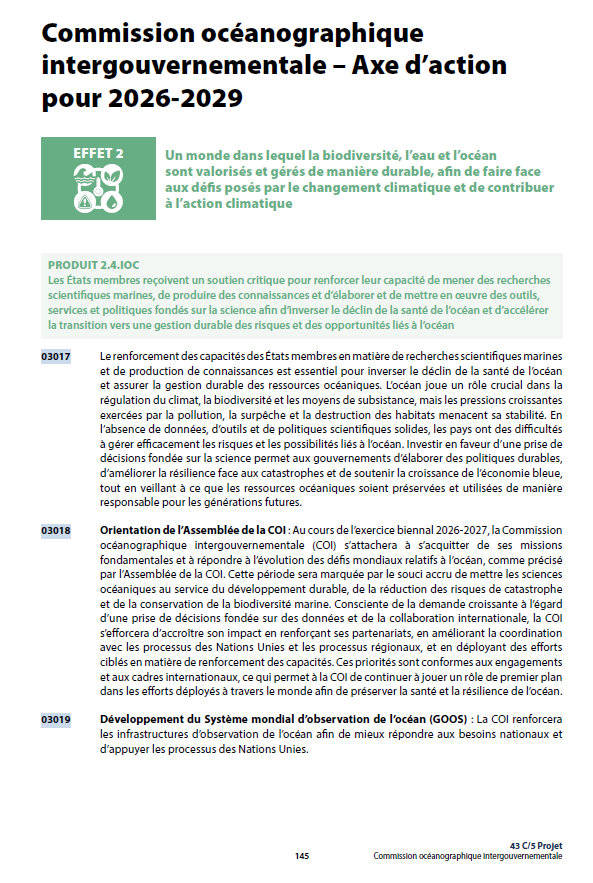 Commission océanographique
intergouvernementale – Axe d’action
pour 2026-2029
EFFET 2
Un monde dans lequel la biodiversité, l’eau et l’océan
sont valorisés et gérés de manière durable, afin de faire face
aux défis posés par le changement climatique et de contribuer
à l’action climatique
PRODUIT 2.4.IOC
Les États membres reçoivent un soutien critique pour renforcer leur capacité de mener des recherches
scientifiques marines, de produire des connaissances et d’élaborer et de mettre en œuvre des outils,
services et politiques fondés sur la science afin d’inverser le déclin de la santé de l’océan et d’accélérer
la transition vers une gestion durable des risques et des opportunités liés à l’océan
03017 Le renforcement des capacités des États membres en matière de recherches scientifiques marines
et de production de connaissances est essentiel pour inverser le déclin de la santé de l’océan
et assurer la gestion durable des ressources océaniques. L’océan joue un rôle crucial dans la
régulation du climat, la biodiversité et les moyens de subsistance, mais les pressions croissantes
exercées par la pollution, la surpêche et la destruction des habitats menacent sa stabilité. En
l’absence de données, d’outils et de politiques scientifiques solides, les pays ont des difficultés
à gérer efficacement les risques et les possibilités liés à l’océan. Investir en faveur d’une prise de
décisions fondée sur la science permet aux gouvernements d’élaborer des politiques durables,
d’améliorer la résilience face aux catastrophes et de soutenir la croissance de l’économie bleue,
tout en veillant à ce que les ressources océaniques soient préservées et utilisées de manière
responsable pour les générations futures.
03018 Orientation de l’Assemblée de la COI : Au cours de l’exercice biennal 2026-2027, la Commission
océanographique intergouvernementale (COI) s’attachera à s’acquitter de ses missions
fondamentales et à répondre à l’évolution des défis mondiaux relatifs à l’océan, comme précisé
par l’Assemblée de la COI. Cette période sera marquée par le souci accru de mettre les sciences
océaniques au service du développement durable, de la réduction des risques de catastrophe
et de la conservation de la biodiversité marine. Consciente de la demande croissante à l’égard
d’une prise de décisions fondée sur des données et de la collaboration internationale, la COI
s’efforcera d’accroître son impact en renforçant ses partenariats, en améliorant la coordination
avec les processus des Nations Unies et les processus régionaux, et en déployant des efforts
ciblés en matière de renforcement des capacités. Ces priorités sont conformes aux engagements
et aux cadres internationaux, ce qui permet à la COI de continuer à jouer un rôle de premier plan
dans les efforts déployés à travers le monde afin de préserver la santé et la résilience de l’océan.
03019 Développement du Système mondial d’observation de l’océan (GOOS) : La COI renforcera
les infrastructures d’observation de l’océan afin de mieux répondre aux besoins nationaux et
d’appuyer les processus des Nations Unies.
43 C/5 Projet
145 Commission océanographique intergouvernementale